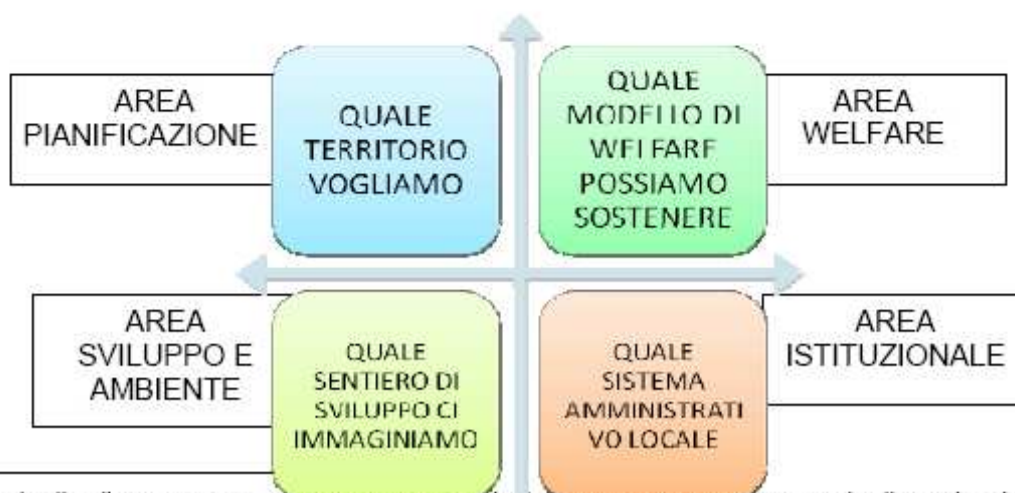 AREA
PIANIFICAZIONE
QUALE
TERRITORIO
VOGLIAMO
QUALE
MODELLO DI
WELFARE
POSSIAMO
SOSTENERE
AREA
WELFARE
AREA
SVILUPPO E
AMBIENTE
QUALE
SENTIERO DI
SVILUPPO CI
IMMAGINIAMO
QUALE
SISTEMA
AMMINISTRATI
VO LOCALE
AREA
ISTITUZIONALE